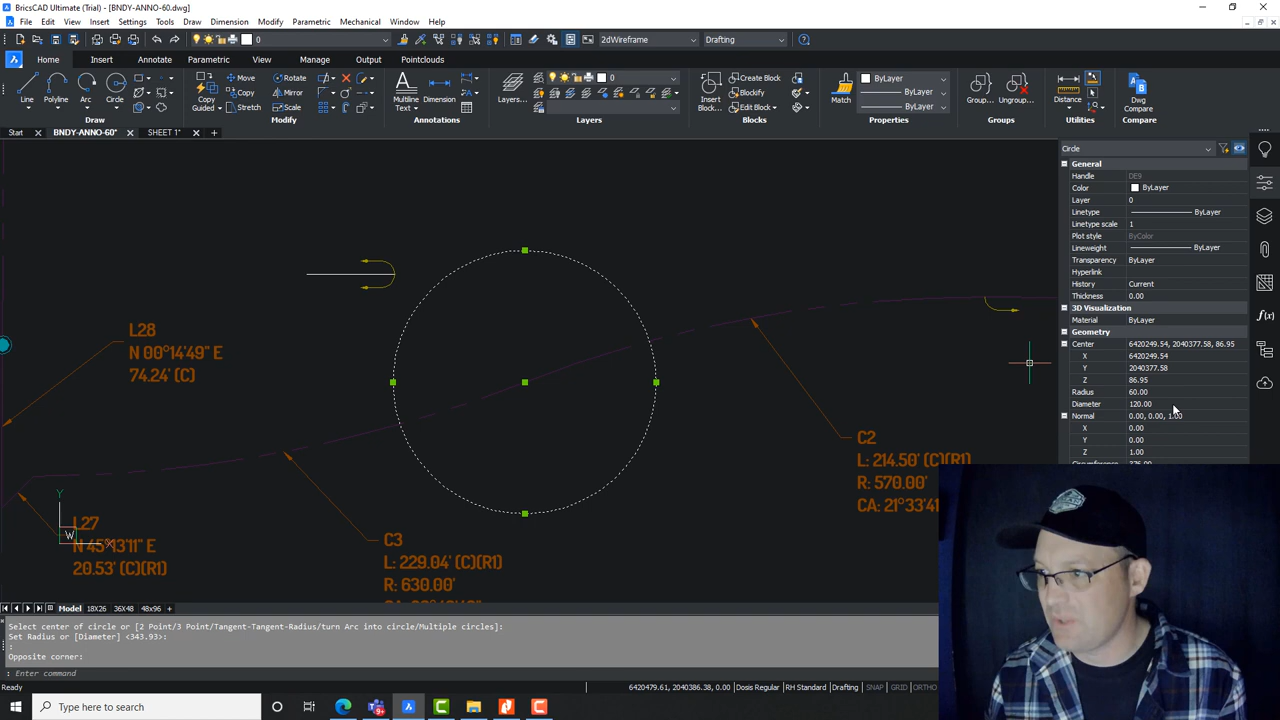 BricsCAD Ultimate (Trial) - [BNDY-ANNO-60.dwg]
File Edit View Insert Settings Tools Draw Dimension Modify Parametric Mechanical Window Help
0 2dWireframe Drafting
Home Insert Annotate Parametric View Manage Output Pointclouds
Line Polyline Arc Circle
Draw
Copy Guided Move Copy Stretch Rotate Mirror Scale
Modify
Multiline Text Dimension
Annotations
Layers... 0
Layers
Insert Block... Create Block Blockify Edit Block
Blocks
Match ByLayer ByLayer ByLayer
Properties
Group... Ungroup...
Groups
Distance
Utilities
Dwg Compare
Compare
Start BNDY-ANNO-60* SHEET 1*
Circle
General
Handle DE9
Color ByLayer
Layer 0
Linetype ByLayer
Linetype scale 1
Plot style ByColor
Lineweight ByLayer
Transparency ByLayer
Hyperlink
History Current
Thickness 0.00
3D Visualization
Material ByLayer
Geometry
Center 6420249.54, 2040377.58, 86.95
X 6420249.54
Y 2040377.58
Z 86.95
Radius 60.00
Diameter 120.00
Normal 0.00, 0.00, 1.00
X 0.00
Y 0.00
Z 1.00
L28
N 00°14'49" E
74.24' (C)
C2
L: 214.50' (C)(R1)
R: 570.00'
CA: 21°33'41
Y
W
X
L27
N 45°13'11" E
20.53' (C)(R1)
C3
L: 229.04' (C)(R1)
R: 630.00'
Model 18X26 36X48 48x96
Select center of circle or [2 Point/3 Point/Tangent-Tangent-Radius/turn Arc into circle/Multiple circles]:
Set Radius or [Diameter] <343.93>:
:
Opposite corner:
: Enter command
Ready 6420479.61, 2040386.38, 0.00 Dosis Regular RH Standard Drafting SNAP GRID ORTHO
Type here to search